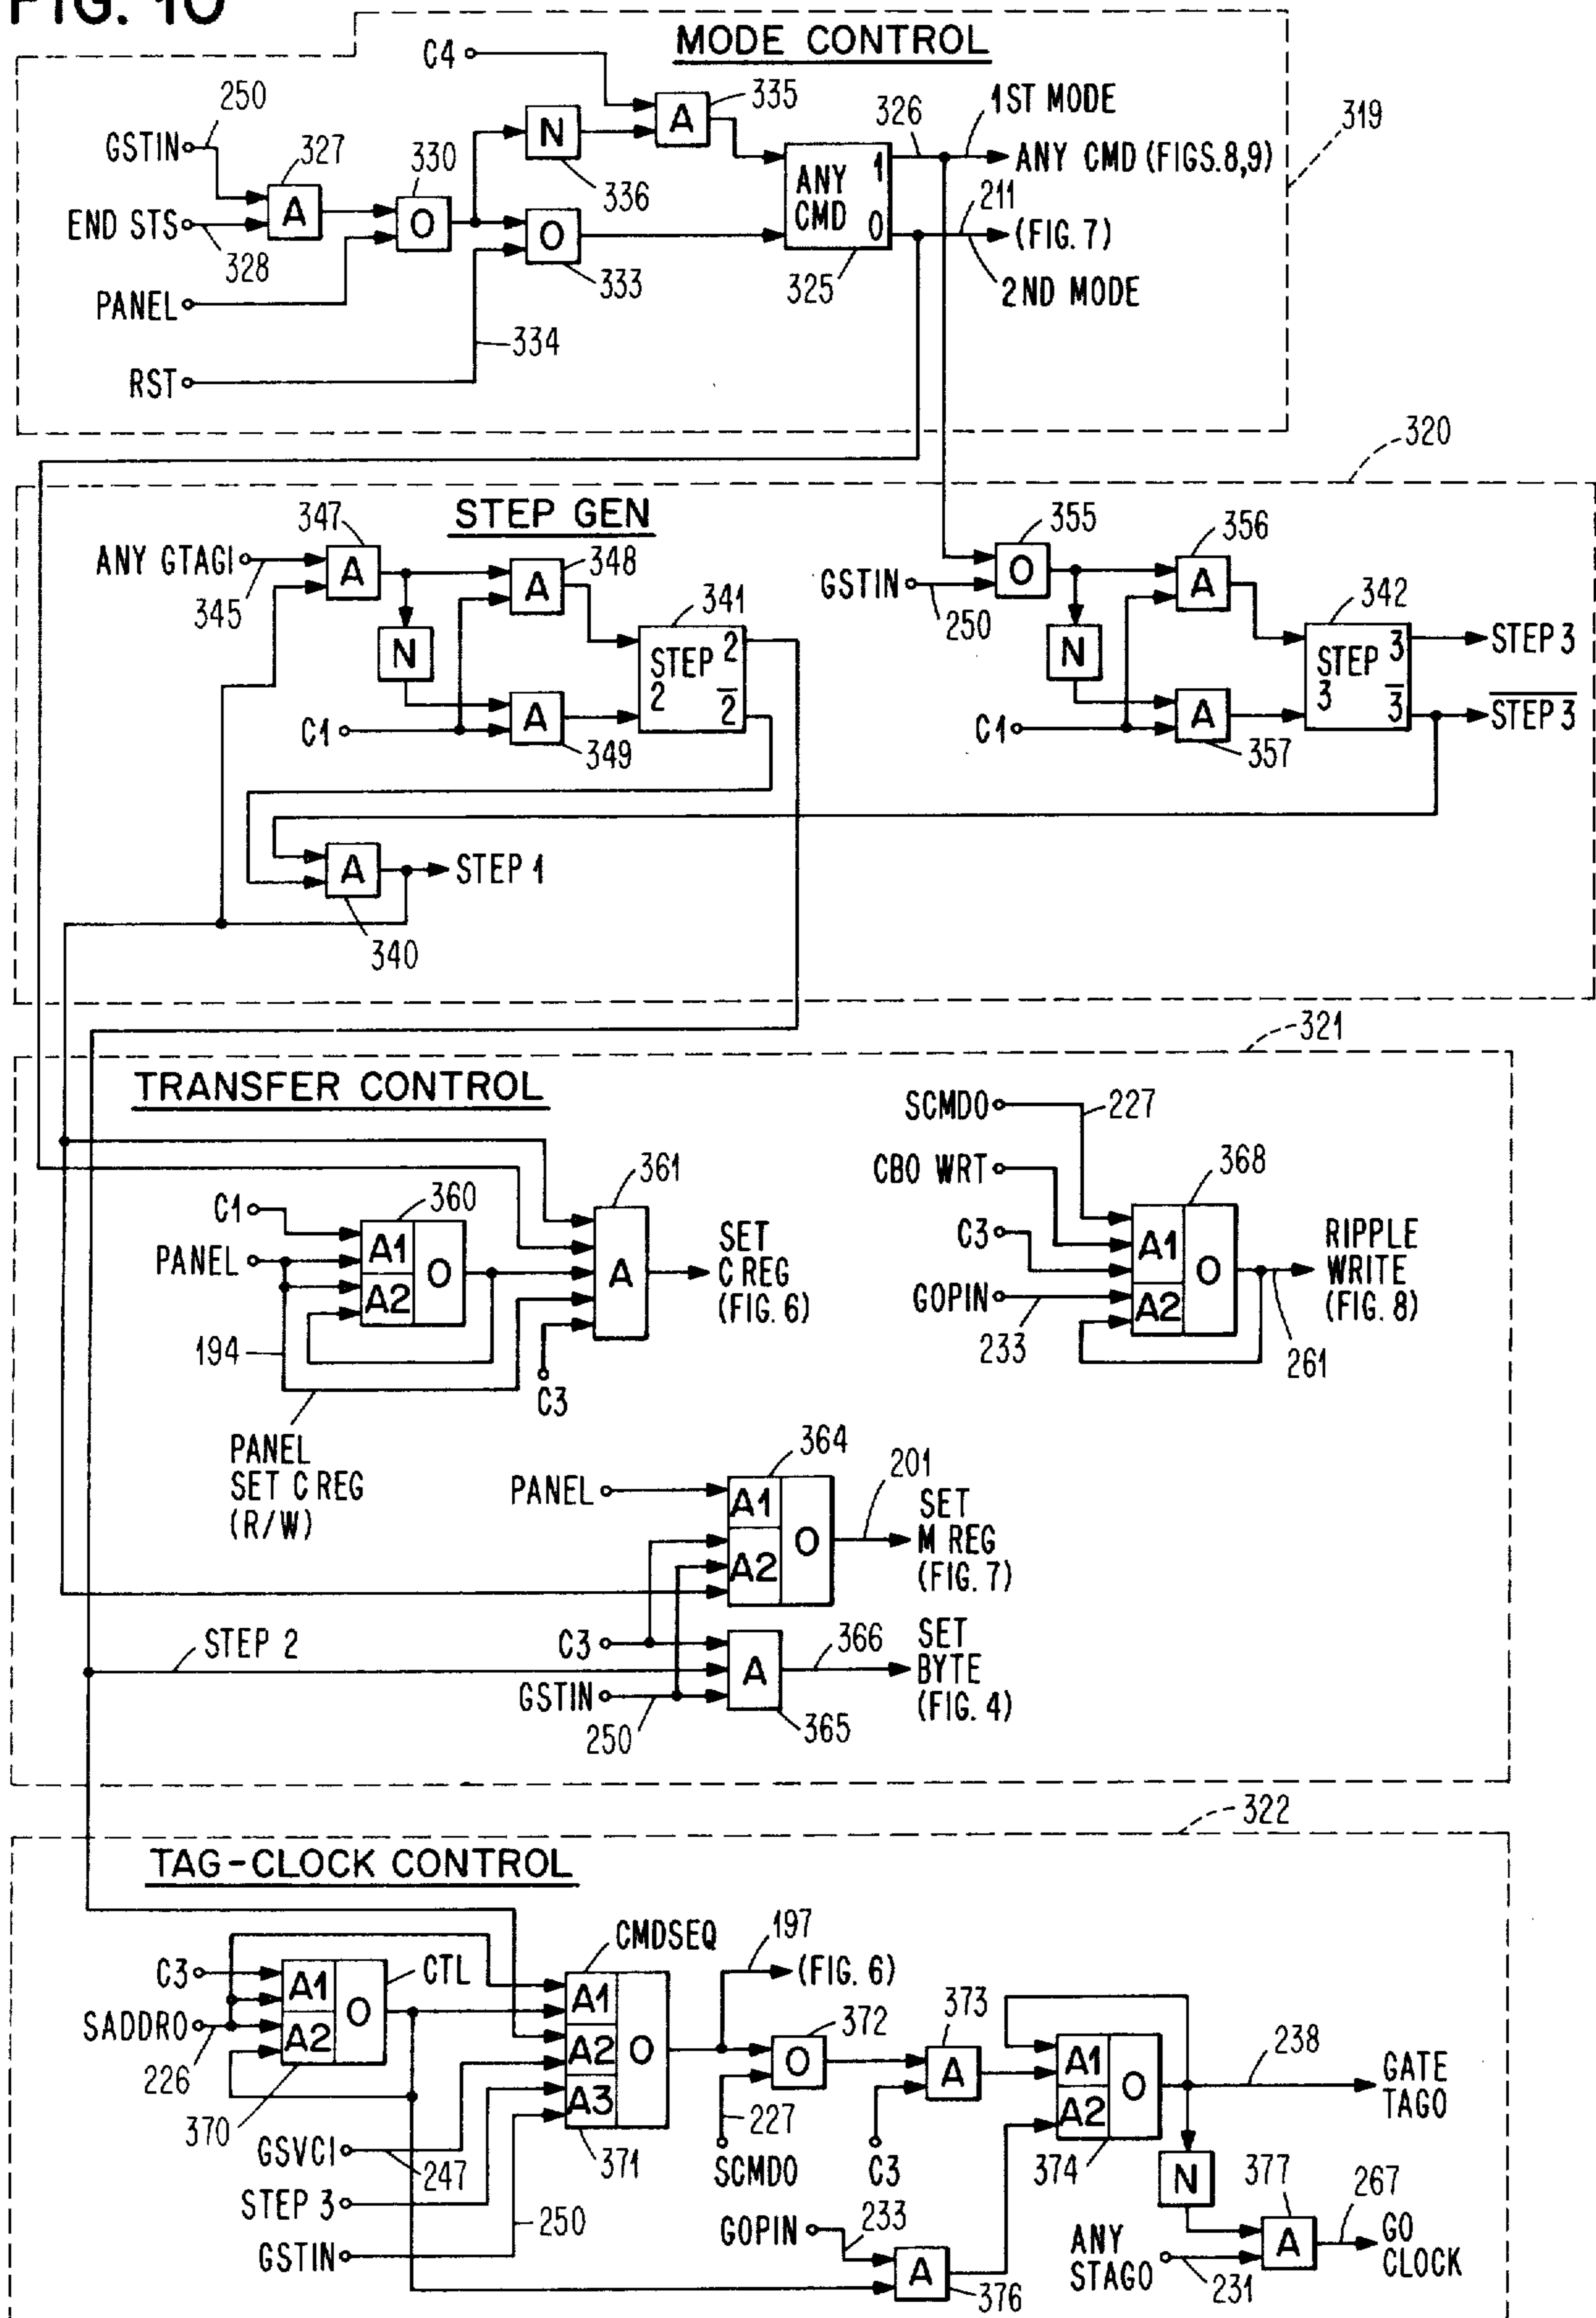 FIG. 10
MODE CONTROL
C4
335
250
GSTIN
327
330
N
A
326
1ST MODE
319
ANY CMD (FIGS. 8,9)
336
ANY
CMD
1
0
211
A
O
END STS
O
(FIG. 7)
328
333
325
2ND MODE
PANEL
334
RST
320
STEP GEN
347
355
356
ANY GTAGI
A
348
A
O
A
345
GSTIN
341
250
342
N
STEP
2
2
2̅
N
STEP
3
3
3̅
STEP 3
S̅T̅E̅P̅ 3̅
C1
A
349
C1
A
357
A
STEP 1
340
321
TRANSFER CONTROL
SCMDO
227
361
CBO WRT
368
C1
360
PANEL
A1
A2
O
A
SET
C REG
(FIG. 6)
C3
A1
A2
O
RIPPLE
WRITE
(FIG. 8)
GOPIN
194
233
261
C3
PANEL
SET C REG
(R/W)
364
201
PANEL
A1
A2
O
SET
M REG
(FIG. 7)
STEP 2
C3
A
366
SET
BYTE
(FIG. 4)
GSTIN
250
365
322
TAG-CLOCK CONTROL
CMDSEQ
197
(FIG. 6)
C3
A1
A2
O
CTL
A1
A2
A3
O
372
373
SADDRO
O
A
A1
A2
O
238
GATE
TAGO
226
370
227
GSVCI
247
371
SCMDO
C3
374
N
377
267
STEP 3
250
GOPIN
233
ANY
STAGO
A
GO
CLOCK
GSTIN
A
376
231